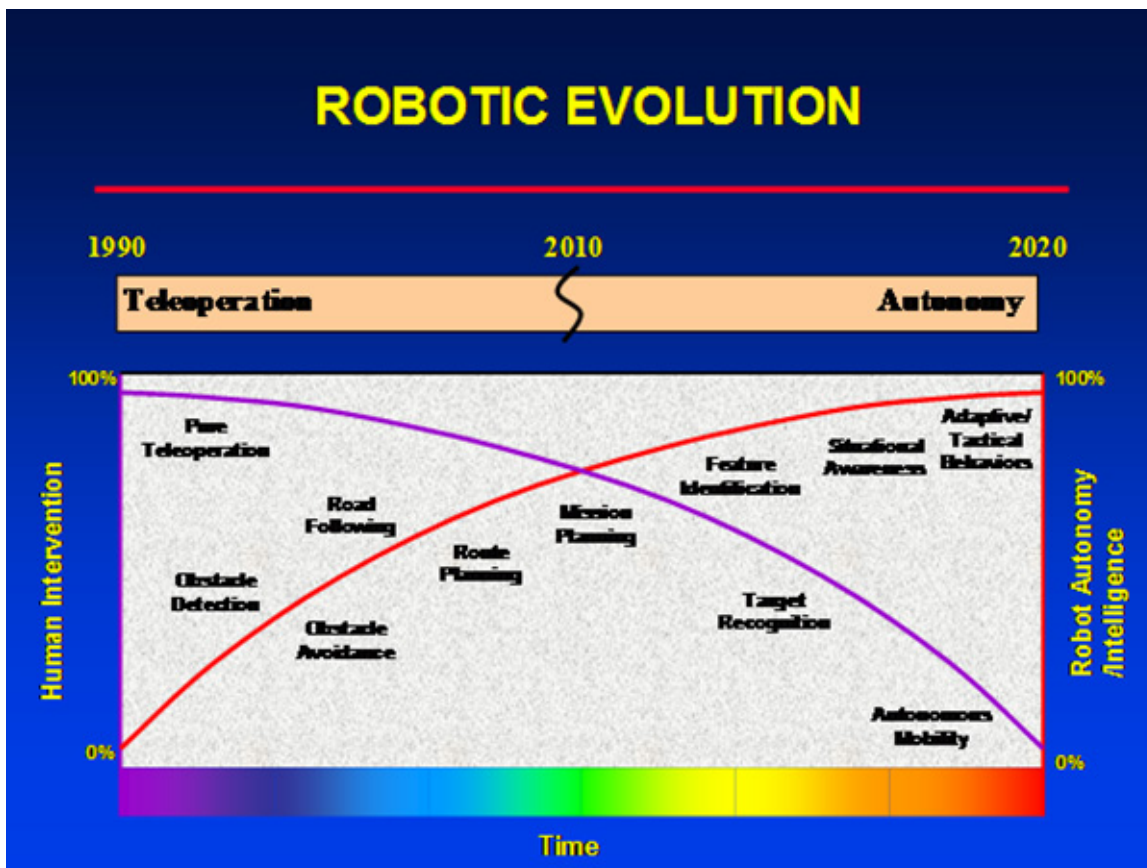 ROBOTIC EVOLUTION
1990
2010
2020
Teleoperation
Autonomy
100%
100%
Pure
Teleoperation
Adaptive/
Tactical
Behaviors
Situational
Awareness
Feature
Identification
Road
Following
Mission
Planning
Route
Planning
Obstacle
Detection
Target
Recognition
Obstacle
Avoidance
Autonomous
Mobility
Human Intervention
Robot Autonomy
/Intelligence
0%
0%
Time